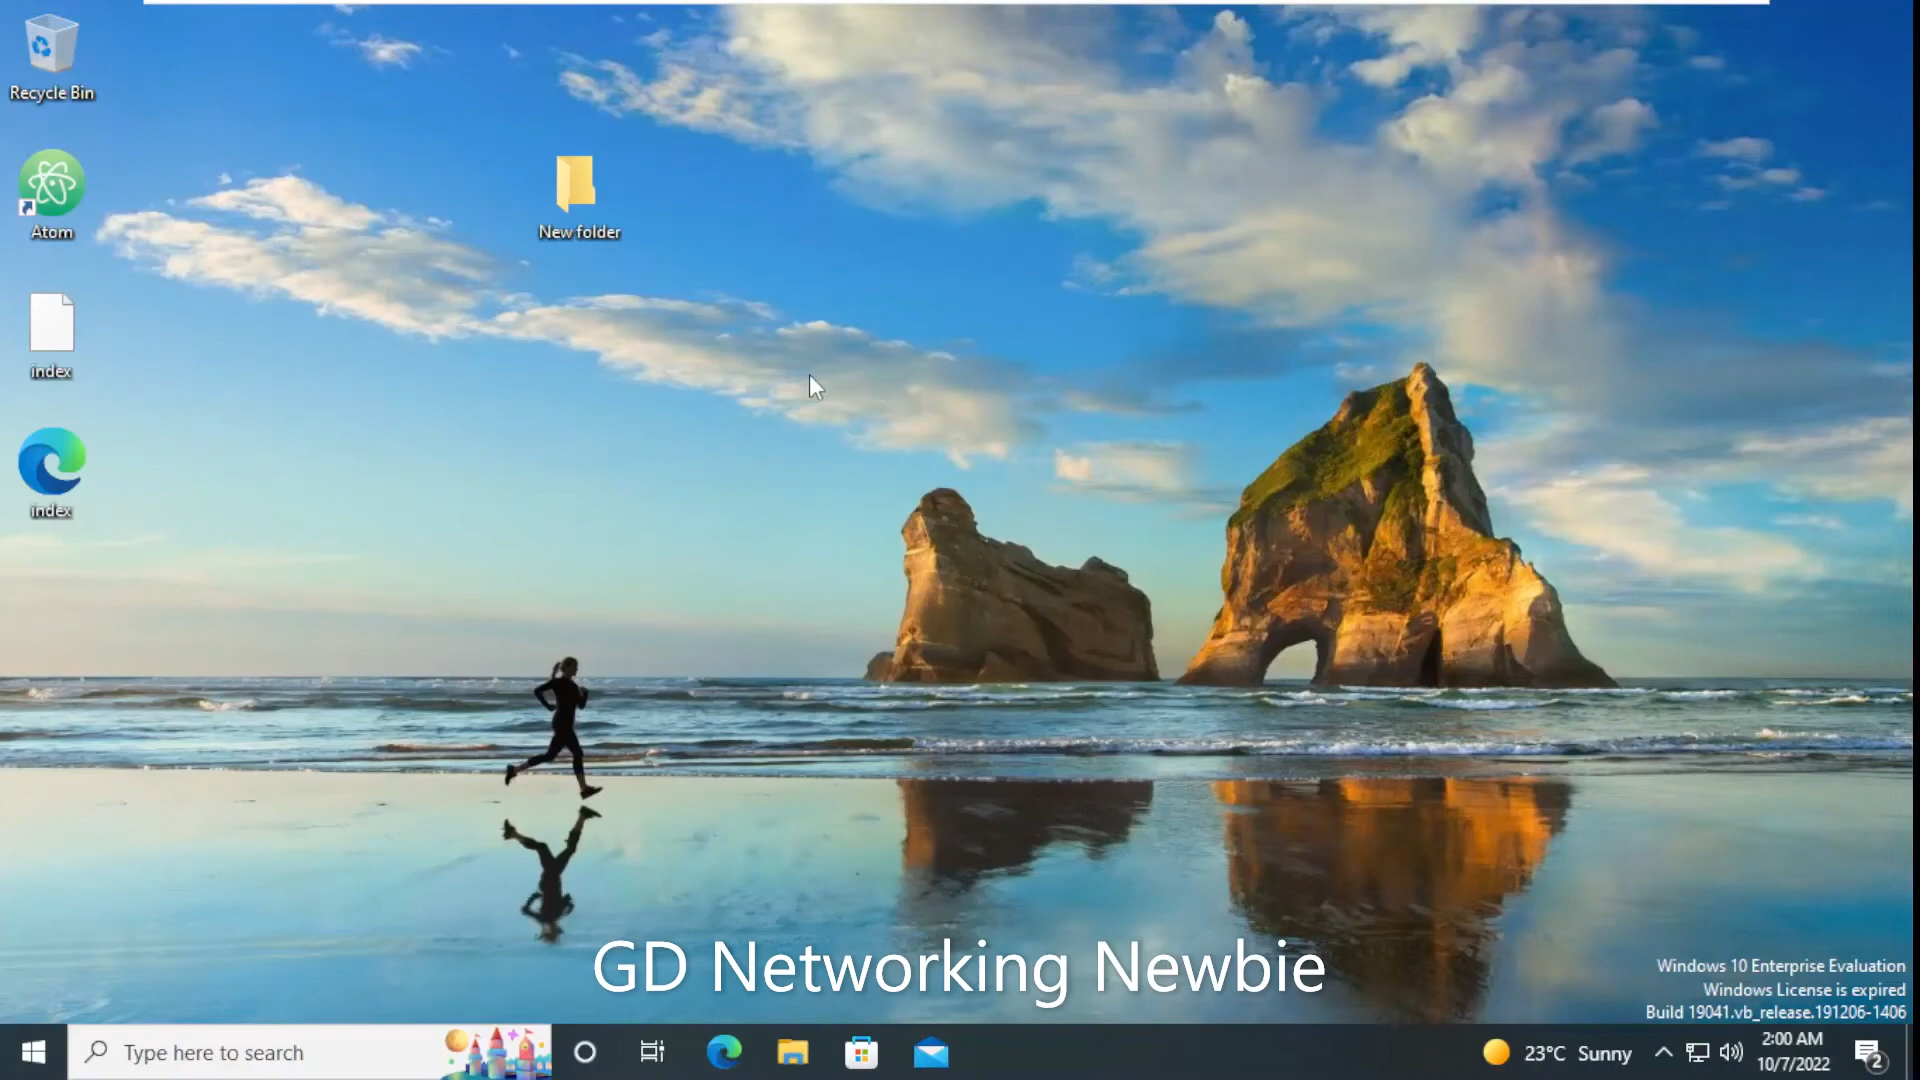 Recycle Bin
Atom
New folder
index
index
GD Networking Newbie
Windows 10 Enterprise Evaluation
Windows License is expired
Build 19041.vb_release.191206-1406
Type here to search
23°C Sunny
2:00 AM
10/7/2022
2